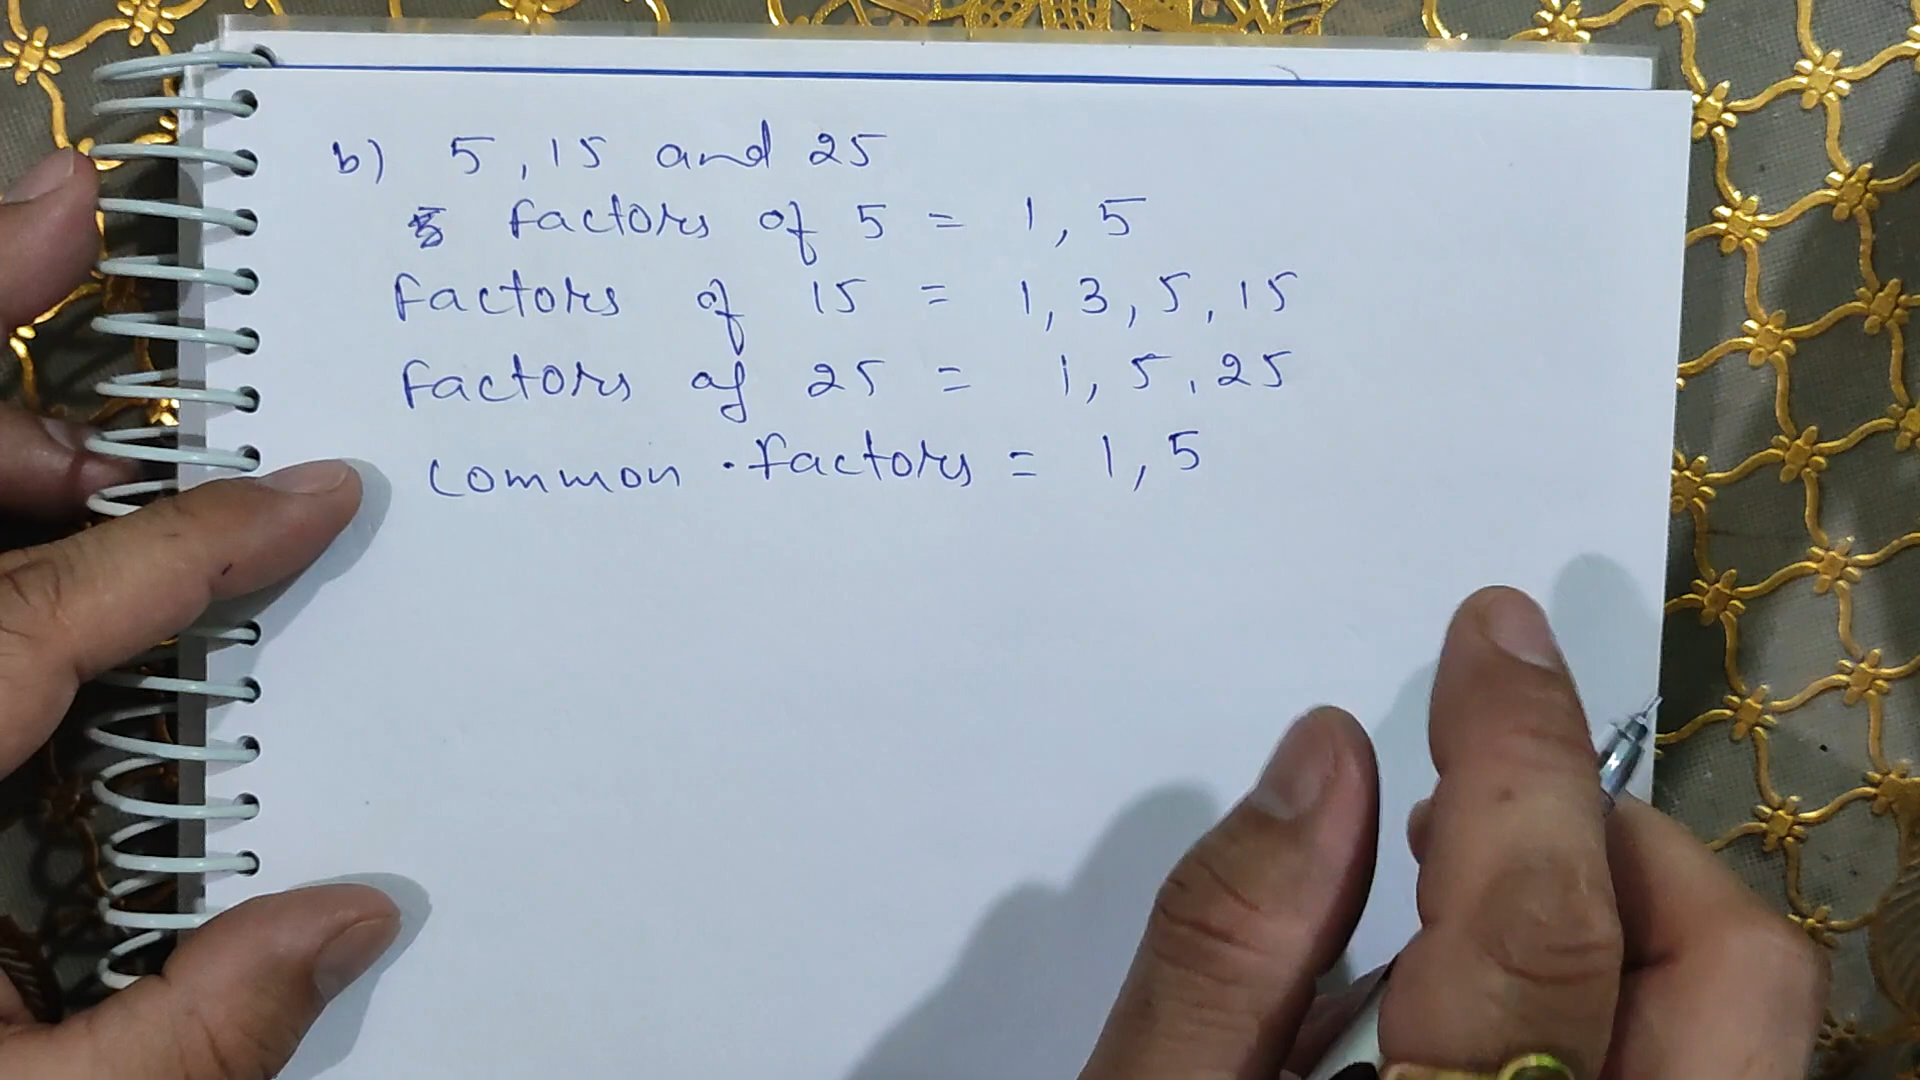 b) 5, 15 and 25
factors of 5 = 1, 5
factors of 15 = 1, 3, 5, 15
factors of 25 = 1, 5, 25
common factors = 1, 5